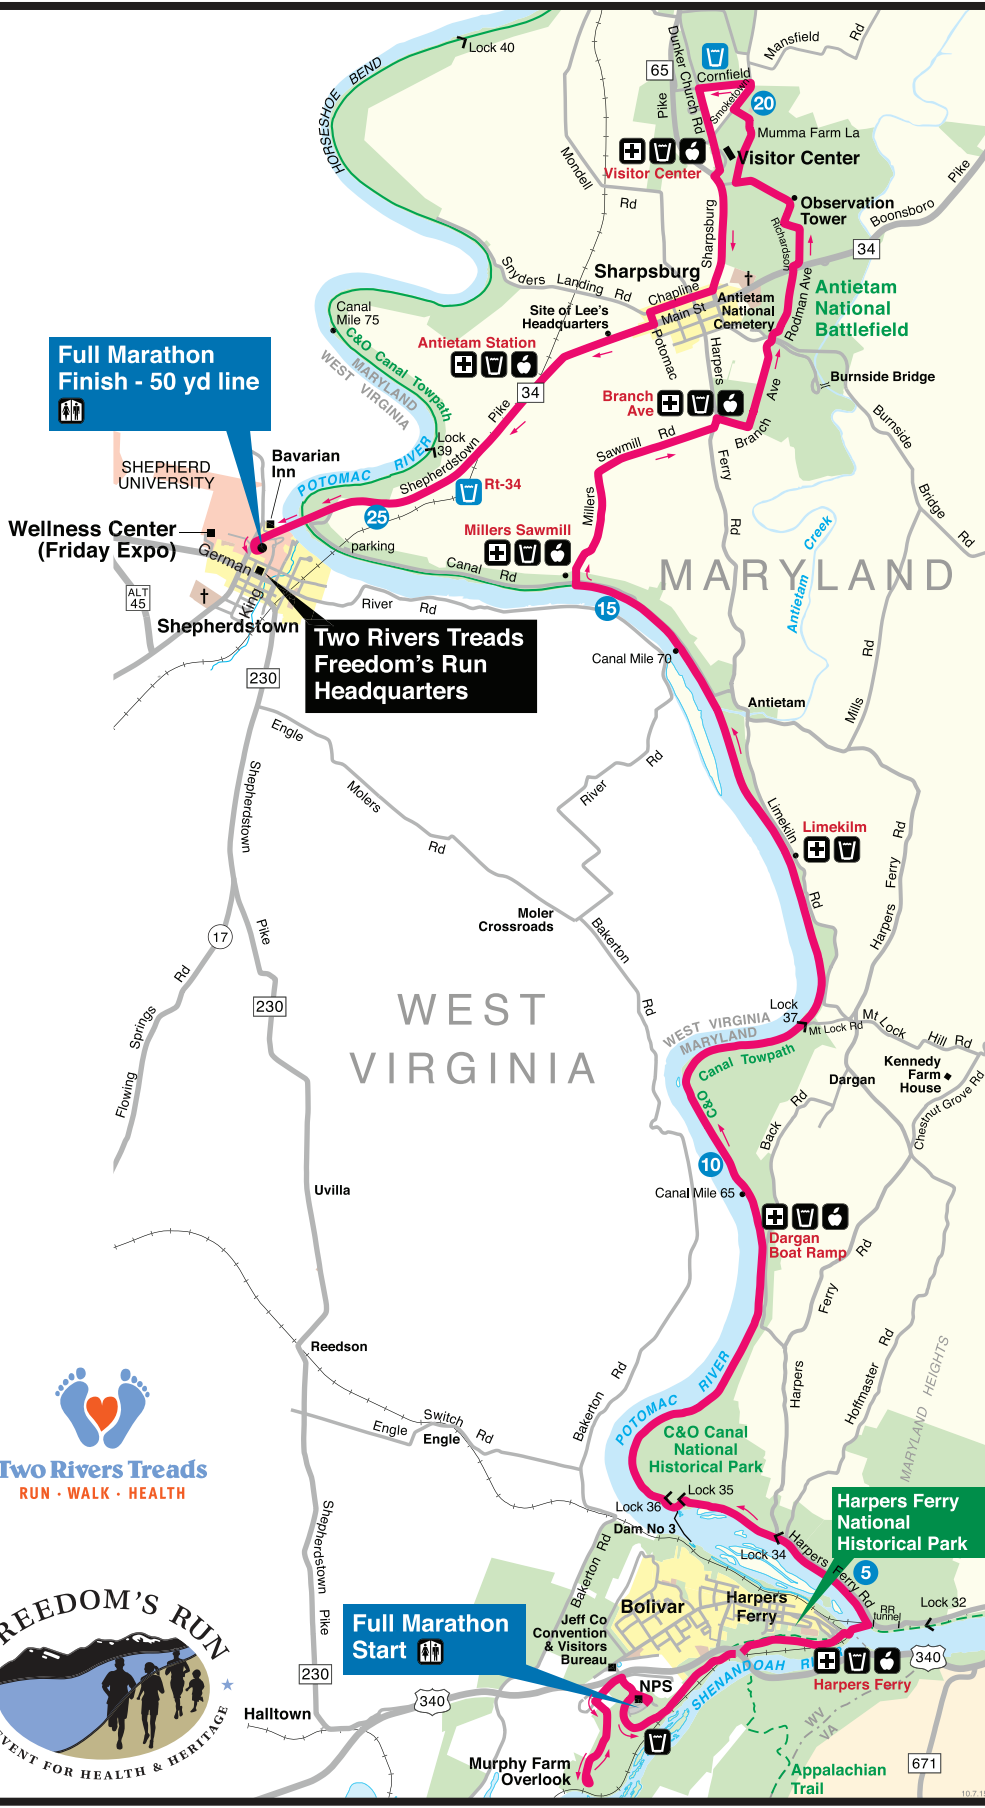 Lock 40
HORSESHOE BEND
65
Pike
Dunker Church Rd
Cornfield
Mansfield Rd
Smoketown
20
Mumma Farm La
Visitor Center
Visitor Center
Mondell
Rd
Observation
Tower
Boonsboro
Pike
34
Richardson
Sharpsburg
Snyders Landing Rd
Sharpsburg
Chapline
Main St
Antietam
National
Cemetery
Rodman Ave
Antietam
National
Battlefield
Canal
Mile 75
C&O Canal Towpath
MARYLAND
WEST VIRGINIA
Site of Lee's
Headquarters
Antietam Station
Potomac
Harpers
34
Pike
Full Marathon
Finish - 50 yd line
Branch
Ave
Burnside Bridge
Ave
Burnside
Bridge
Rd
Sawmill Rd
Branch
Ferry
Rd
Lock
39
POTOMAC RIVER
Shepherdstown
Rt-34
25
SHEPHERD
UNIVERSITY
Bavarian
Inn
Wellness Center
(Friday Expo)
German
King
ALT
45
Shepherdstown
parking
Canal Rd
River Rd
Millers
Millers Sawmill
15
MARYLAND
Antietam Creek
Two Rivers Treads
Freedom's Run
Headquarters
Canal Mile 70
230
Antietam
Mills
Rd
Engle
Molers
Rd
River
Rd
Shepherdstown
Pike
Limekiln
Rd
Limekilm
Harpers Ferry Rd
Moler
Crossroads
Bakerton
Rd
17
230
Flowing Springs Rd
WEST
VIRGINIA
WEST VIRGINIA
MARYLAND
Lock
37
Mt Lock Rd
Mt Lock
Hill Rd
C&O Canal Towpath
Dargan
Kennedy
Farm
House
Chestnut Grove Rd
Back Rd
10
Canal Mile 65
Dargan
Boat Ramp
Uvilla
Ferry
Rd
Reedson
Harpers
Hoffmaster
Rd
MARYLAND HEIGHTS
POTOMAC RIVER
Bakerton
Rd
Engle
Switch
Rd
Engle
C&O Canal
National
Historical Park
Two Rivers Treads
RUN · WALK · HEALTH
Lock 36
Lock 35
Dam No 3
Lock 34
Harpers Ferry Rd
5
Harpers Ferry
National
Historical Park
Shepherdstown
Pike
Bakerton Rd
Bolivar
Harpers
Ferry
RR
tunnel
Lock 32
Full Marathon
Start
Jeff Co
Convention
& Visitors
Bureau
NPS
SHENANDOAH
Harpers Ferry
340
230
340
Halltown
REEDOM'S RUN
EVENT FOR HEALTH & HERITAGE
Murphy Farm
Overlook
WV
VA
Appalachian
Trail
671